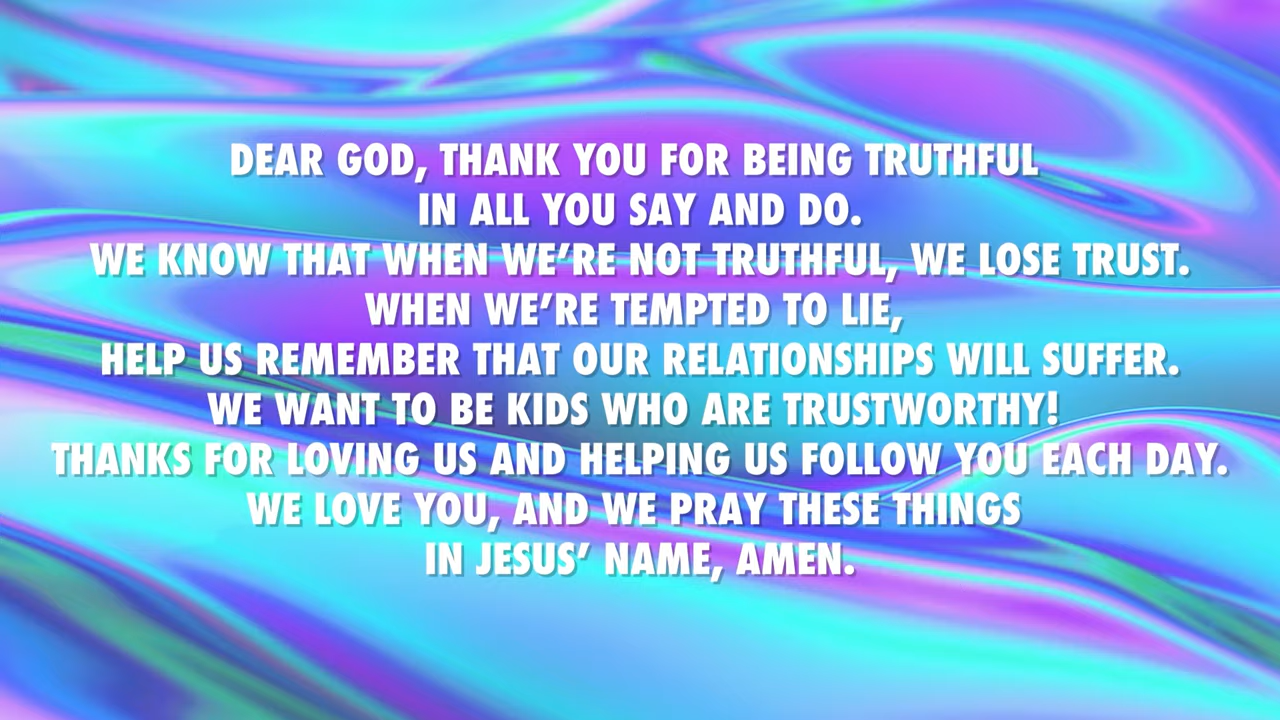 DEAR GOD, THANK YOU FOR BEING TRUTHFUL
IN ALL YOU SAY AND DO.
WE KNOW THAT WHEN WE’RE NOT TRUTHFUL, WE LOSE TRUST.
WHEN WE’RE TEMPTED TO LIE,
HELP US REMEMBER THAT OUR RELATIONSHIPS WILL SUFFER.
WE WANT TO BE KIDS WHO ARE TRUSTWORTHY!
THANKS FOR LOVING US AND HELPING US FOLLOW YOU EACH DAY.
WE LOVE YOU, AND WE PRAY THESE THINGS
IN JESUS’ NAME, AMEN.